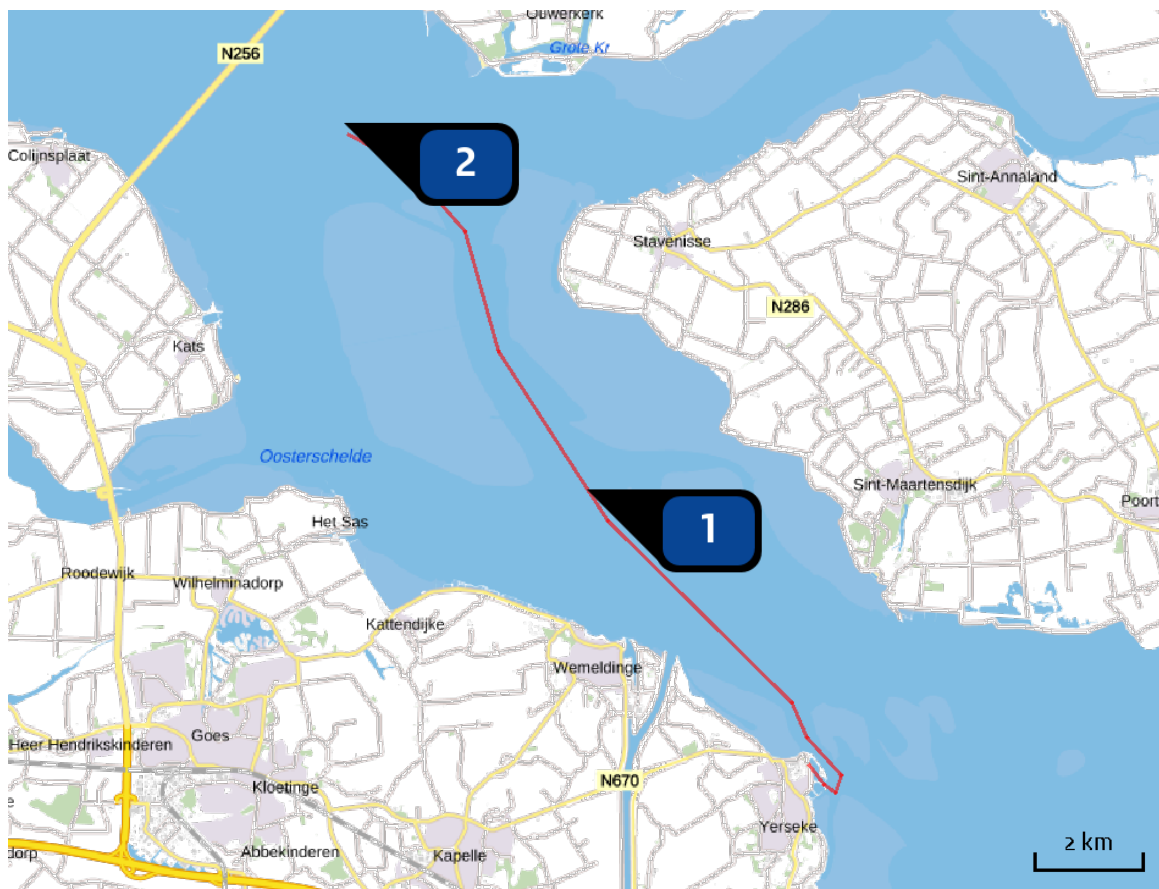 Ouwerkerk
Grote Kr
N256
2
Colijnsplaat
Sint-Annaland
Stavenisse
N286
Kats
Oosterschelde
Sint-Maartensdijk
Poort
1
Het Sas
Roodewijk
Wilhelminadorp
Kattendijke
Wemeldinge
Goes
Heer Hendrikskinderen
N670
Kloetinge
e
Yerseke
2 km
dorp
Abbekinderen
Kapelle